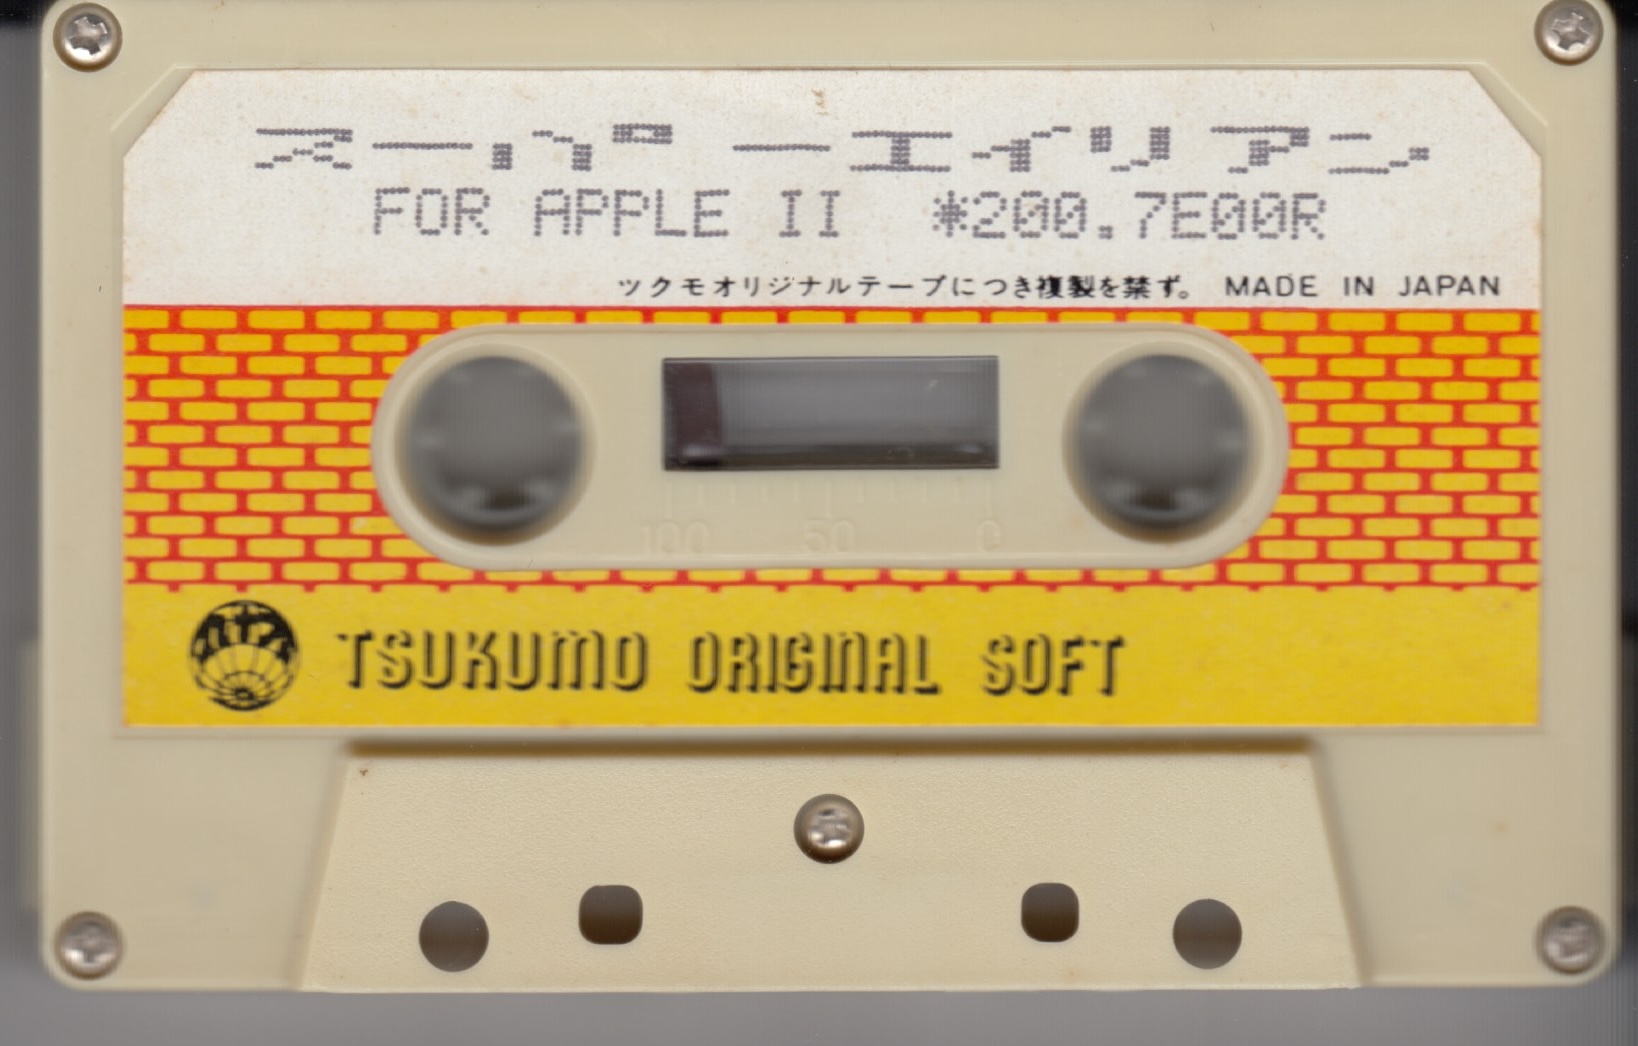 スーパーエイリアン
FOR APPLE II *200.7E00R
ツクモオリジナルテープにつき複製を禁ず。 MADE IN JAPAN
100 50 0
TSUKUMO ORIGINAL SOFT